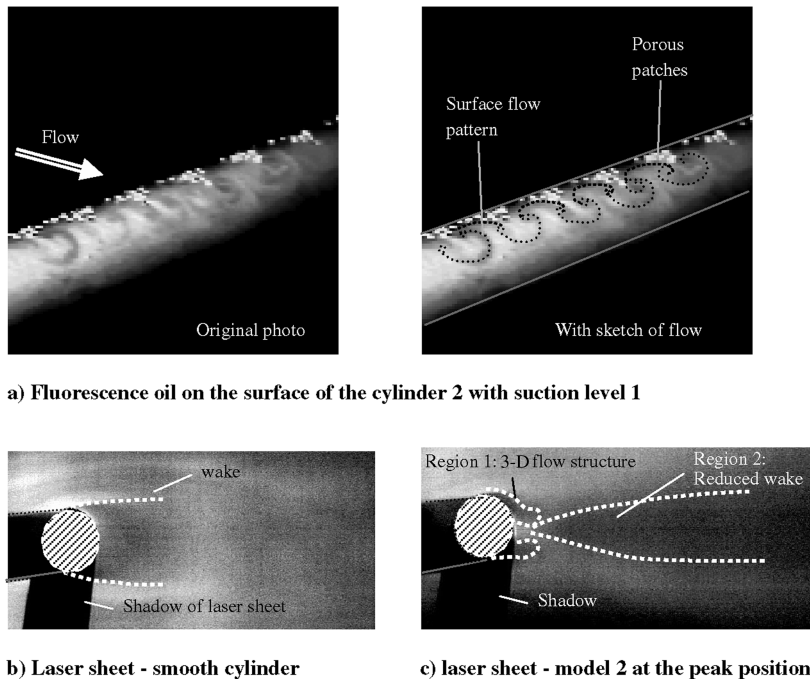 Flow
Original photo
Porous
patches
Surface flow
pattern
With sketch of flow
a) Fluorescence oil on the surface of the cylinder 2 with suction level 1
wake
Shadow of laser sheet
b) Laser sheet - smooth cylinder
Region 1: 3-D flow structure
Region 2:
Reduced wake
Shadow
c) laser sheet - model 2 at the peak position